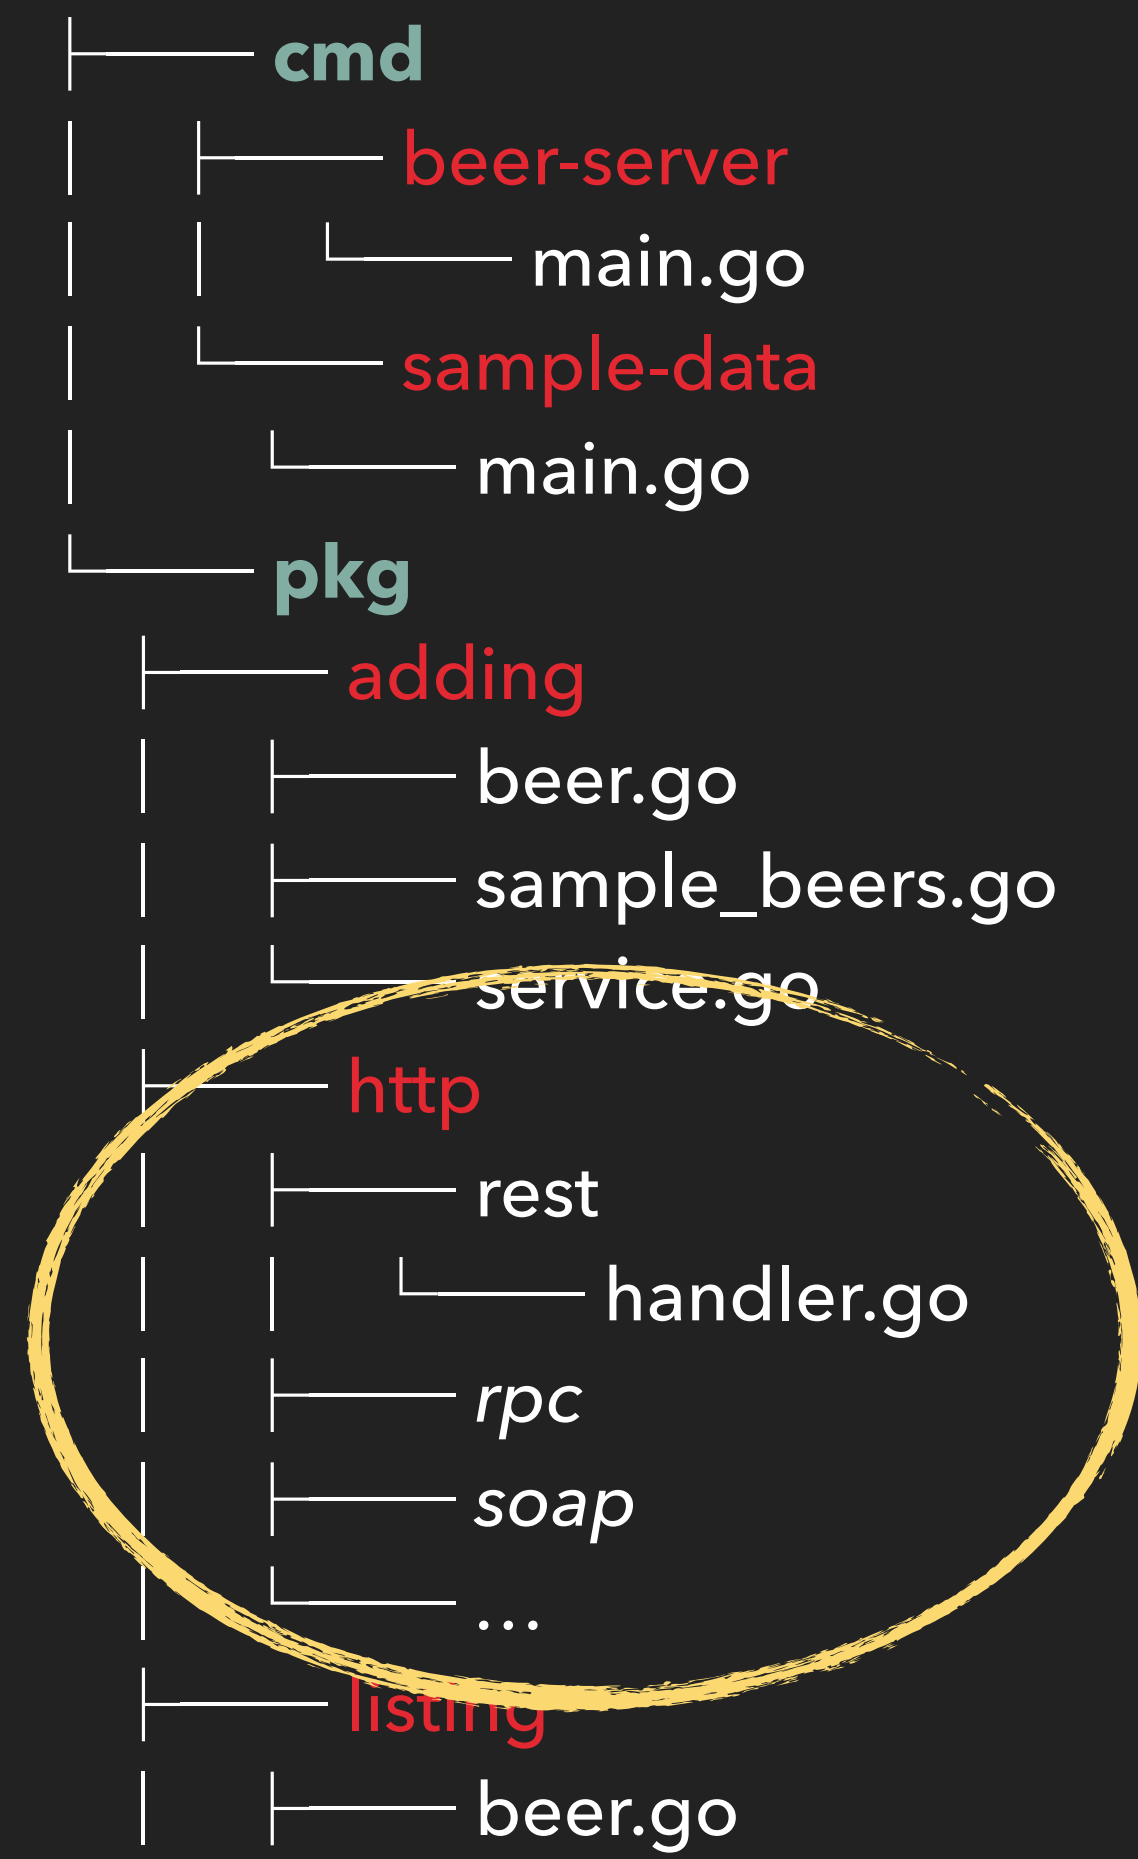 cmd
beer-server
main.go
sample-data
main.go
pkg
adding
beer.go
sample_beers.go
service.go
http
rest
handler.go
rpc
soap
...
listing
beer.go